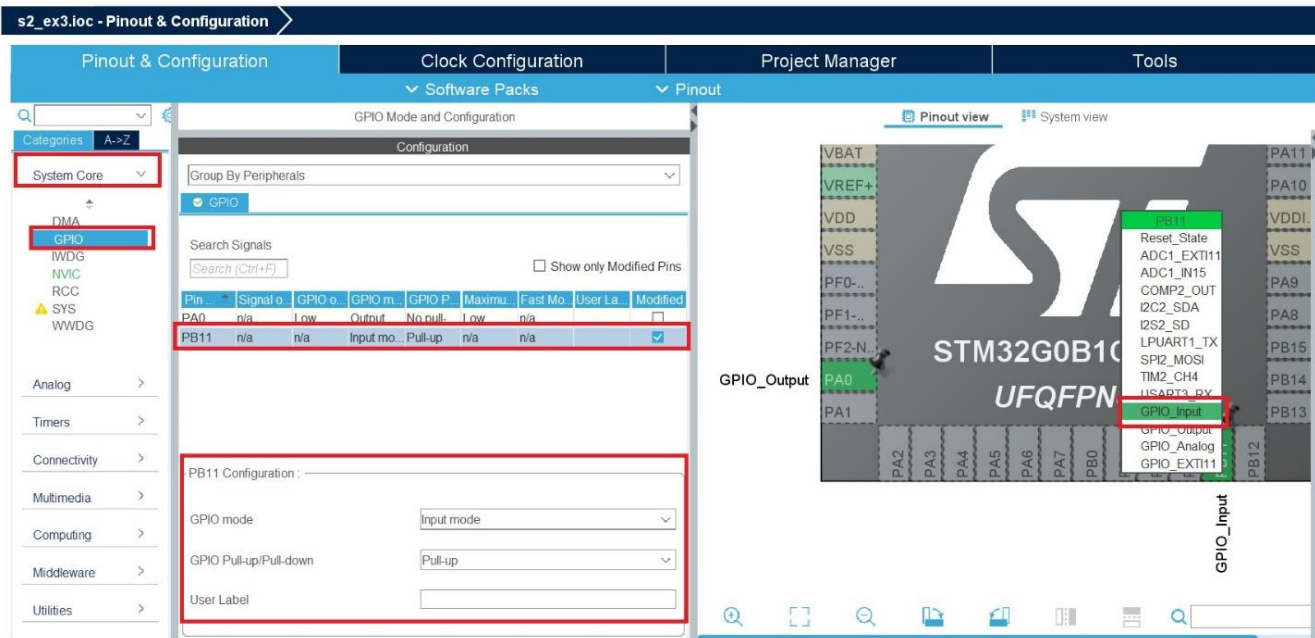 s2_ex3.ioc - Pinout & Configuration
Pinout & Configuration
Clock Configuration
Project Manager
Tools
Software Packs
Pinout
Categories
A->Z
System Core
DMA
GPIO
IWDG
NVIC
RCC
SYS
WWDG
Analog
Timers
Connectivity
Multimedia
Computing
Middleware
Utilities
GPIO Mode and Configuration
Configuration
Group By Peripherals
GPIO
Search Signals
Search (Ctrl+F)
Show only Modified Pins
Pin ... Signal o... GPIO o... GPIO m... GPIO P... Maximu... Fast Mo... User La... Modified
PA0 n/a Low Output No pull- Low n/a
PB11 n/a n/a Input mo... Pull-up n/a n/a
PB11 Configuration :
GPIO mode Input mode
GPIO Pull-up/Pull-down Pull-up
User Label
Pinout view
System view
VBAT
VREF+
VDD
VSS
PF0-..
PF1-..
PF2-N..
GPIO_Output PA0
PA1
STM32G0B1
UFQFPN
PB11
Reset_State
ADC1_EXTI11
ADC1_IN15
COMP2_OUT
I2C2_SDA
I2S2_SD
LPUART1_TX
SPI2_MOSI
TIM2_CH4
USART3_RX
GPIO_Input
GPIO_Output
GPIO_Analog
GPIO_EXTI11
PA11
PA10
VDDI.
VSS
PA9
PA8
PB15
PB14
PB13
PA2
PA3
PA4
PA5
PA6
PA7
PB0
PB12
GPIO_Input